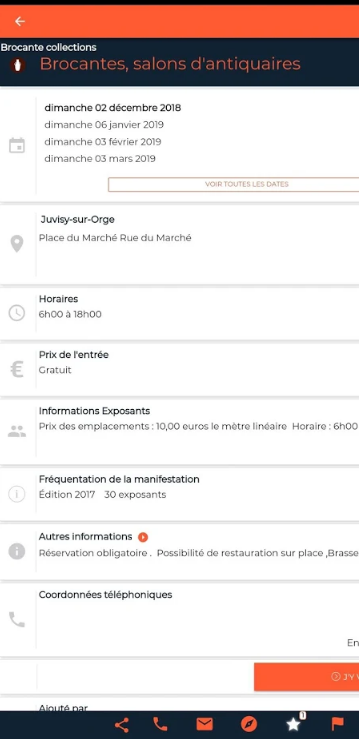 Brocante collections
Brocantes, salons d'antiquaires
dimanche 02 décembre 2018
dimanche 06 janvier 2019
dimanche 03 février 2019
dimanche 03 mars 2019
VOIR TOUTES LES DATES
Juvisy-sur-Orge
Place du Marché Rue du Marché
Horaires
6h00 à 18h00
Prix de l'entrée
Gratuit
Informations Exposants
Prix des emplacements : 10,00 euros le mètre linéaire Horaire : 6h00
Fréquentation de la manifestation
Édition 2017 30 exposants
Autres informations
Réservation obligatoire . Possibilité de restauration sur place ,Brasse
Coordonnées téléphoniques
En
J'Y
Ajouté par
1